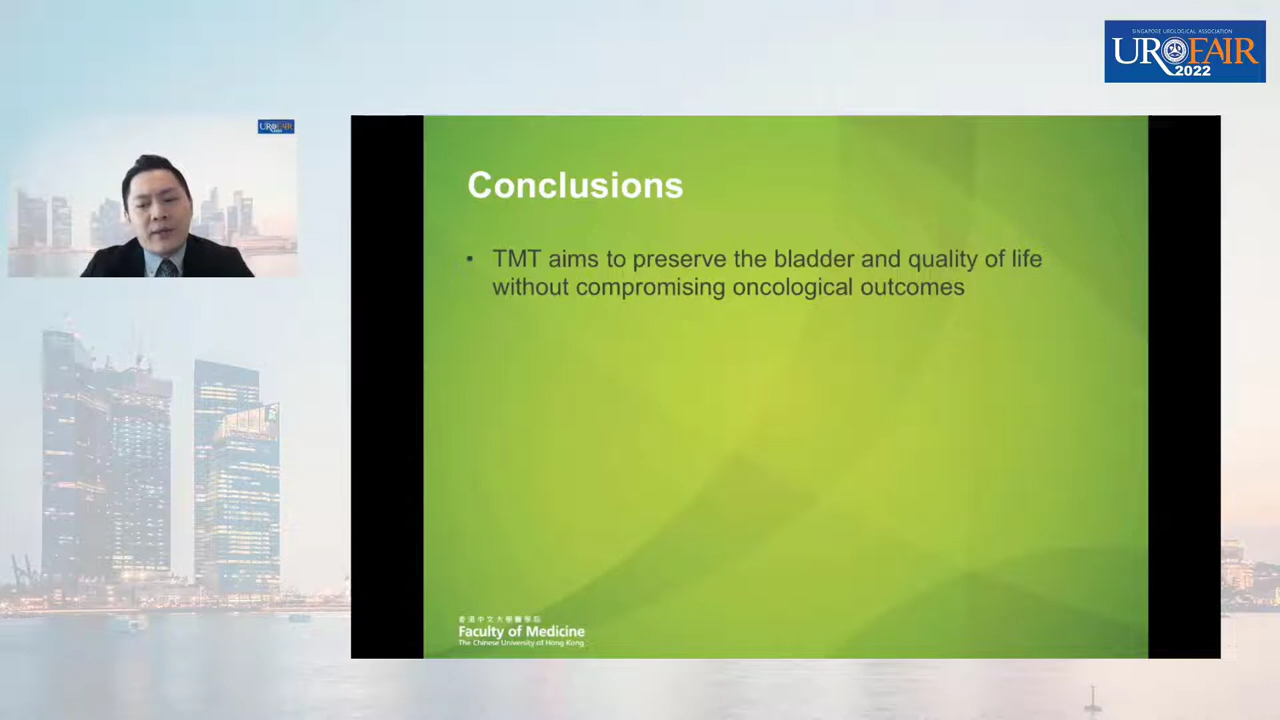 SINGAPORE UROLOGICAL ASSOCIATION
UROFAIR
2022
UROFAIR
Conclusions
• TMT aims to preserve the bladder and quality of life
without compromising oncological outcomes
香港中文大學醫學院
Faculty of Medicine
The Chinese University of Hong Kong